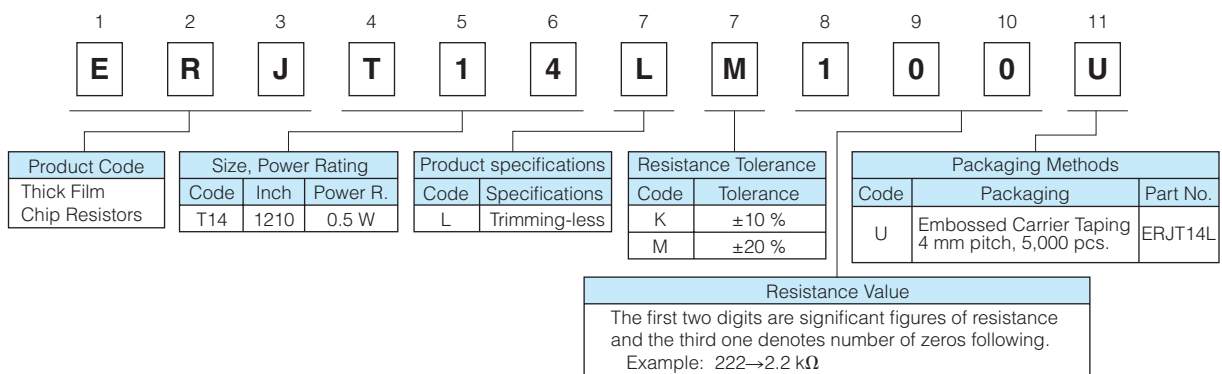 1 2 3 4 5 6 7 7 8 9 10 11
E R J T 1 4 L M 1 0 0 U
Product Code
Thick Film
Chip Resistors
Size, Power Rating
Code Inch Power R.
T14 1210 0.5 W
Product specifications
Code Specifications
L Trimming-less
Resistance Tolerance
Code Tolerance
K ±10 %
M ±20 %
Packaging Methods
Code Packaging Part No.
U Embossed Carrier Taping
4 mm pitch, 5,000 pcs. ERJT14L
Resistance Value
The first two digits are significant figures of resistance
and the third one denotes number of zeros following.
Example: 222→2.2 kΩ